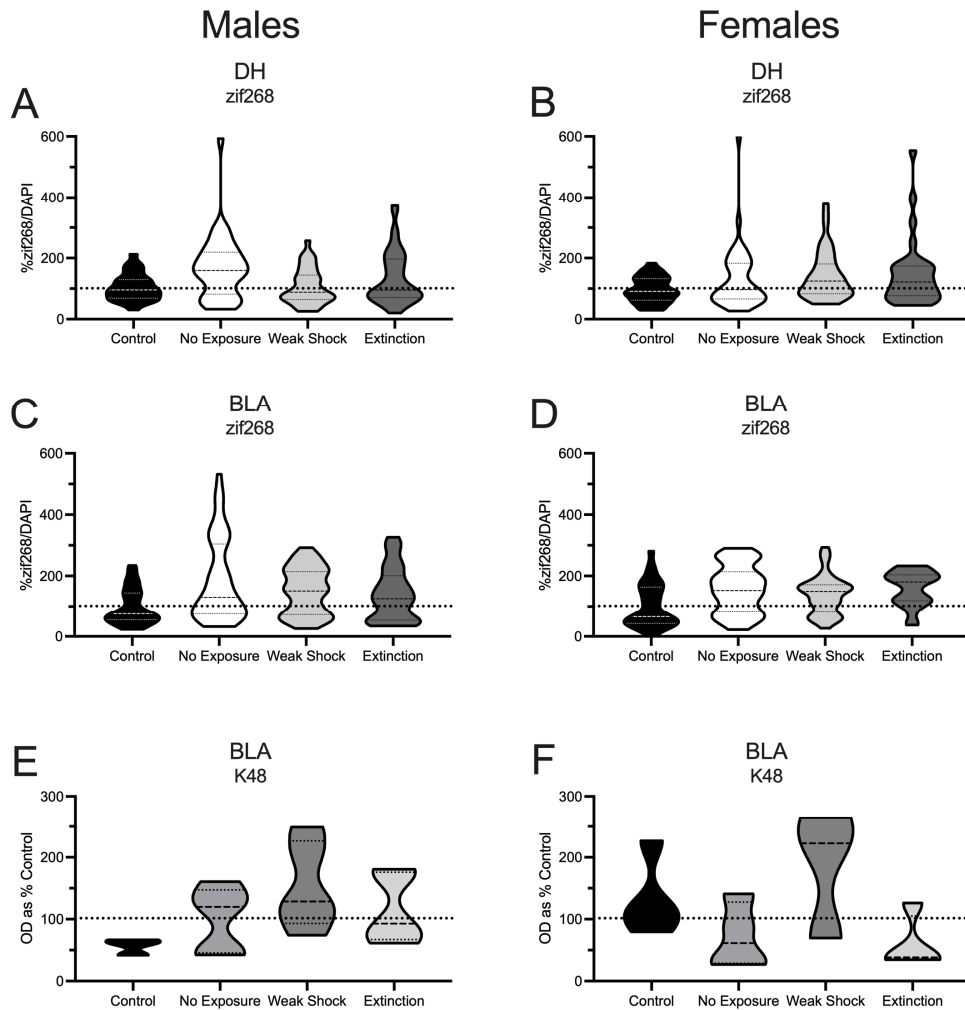 Males
Females
A
DH
zif268
600
400
200
0
%zif268/DAPI
Control
No Exposure
Weak Shock
Extinction
B
DH
zif268
600
400
200
0
%zif268/DAPI
Control
No Exposure
Weak Shock
Extinction
C
BLA
zif268
600
400
200
0
%zif268/DAPI
Control
No Exposure
Weak Shock
Extinction
D
BLA
zif268
600
400
200
0
%zif268/DAPI
Control
No Exposure
Weak Shock
Extinction
E
BLA
K48
300
200
100
0
OD as % Control
Control
No Exposure
Weak Shock
Extinction
F
BLA
K48
300
200
100
0
OD as % Control
Control
No Exposure
Weak Shock
Extinction